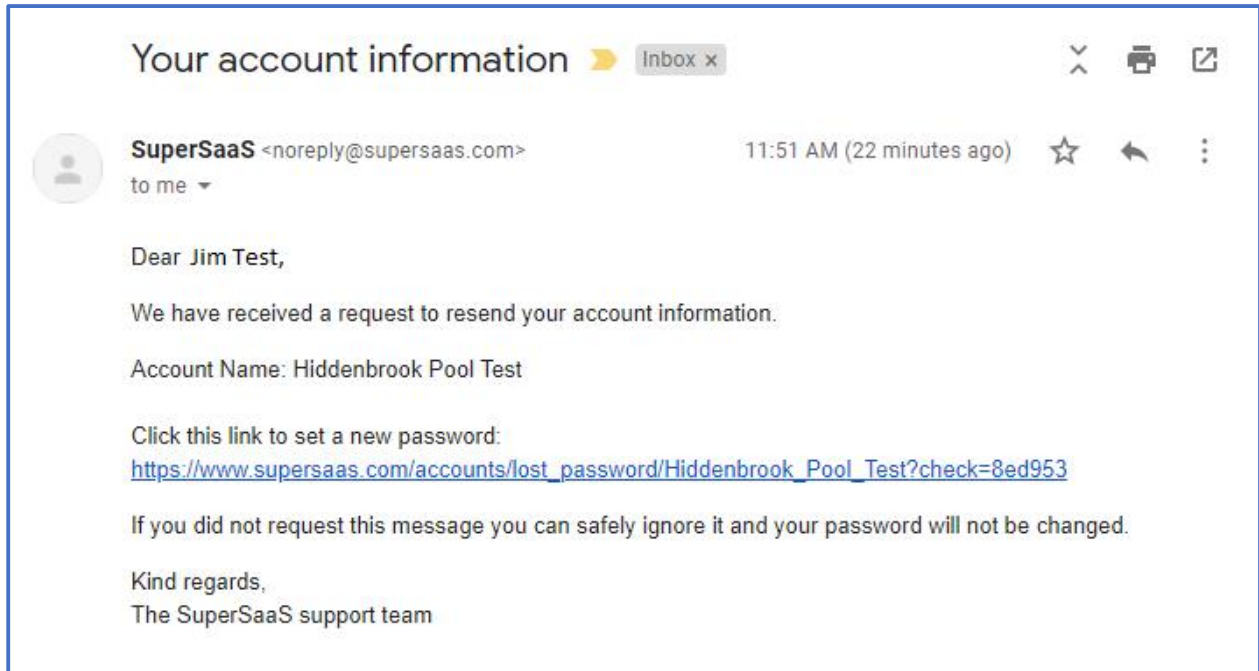 Your account information Inbox x
SuperSaaS <noreply@supersaas.com> 11:51 AM (22 minutes ago)
to me
Dear Jim Test,
We have received a request to resend your account information.
Account Name: Hiddenbrook Pool Test
Click this link to set a new password:
https://www.supersaas.com/accounts/lost_password/Hiddenbrook_Pool_Test?check=8ed953
If you did not request this message you can safely ignore it and your password will not be changed.
Kind regards,
The SuperSaaS support team